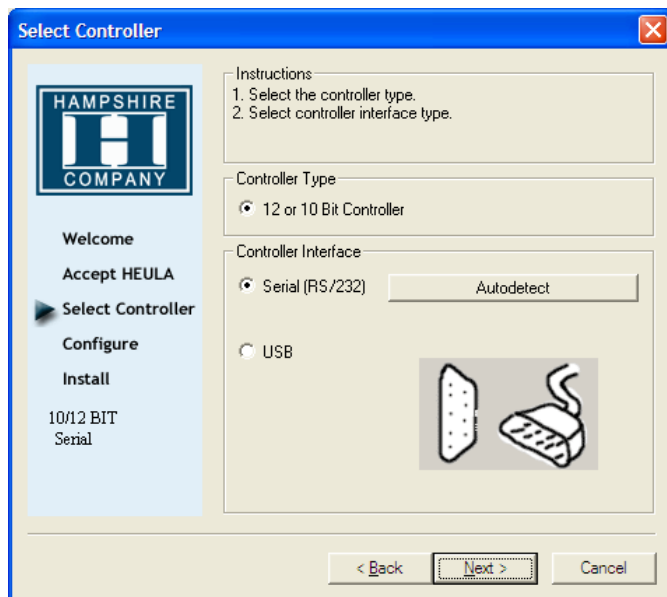 Select Controller
HAMPSHIRE
H
COMPANY
Welcome
Accept HEULA
Select Controller
Configure
Install
10/12 BIT
Serial
Instructions
1. Select the controller type.
2. Select controller interface type.
Controller Type
12 or 10 Bit Controller
Controller Interface
Serial (RS/232)
Autodetect
USB
< Back
Next >
Cancel